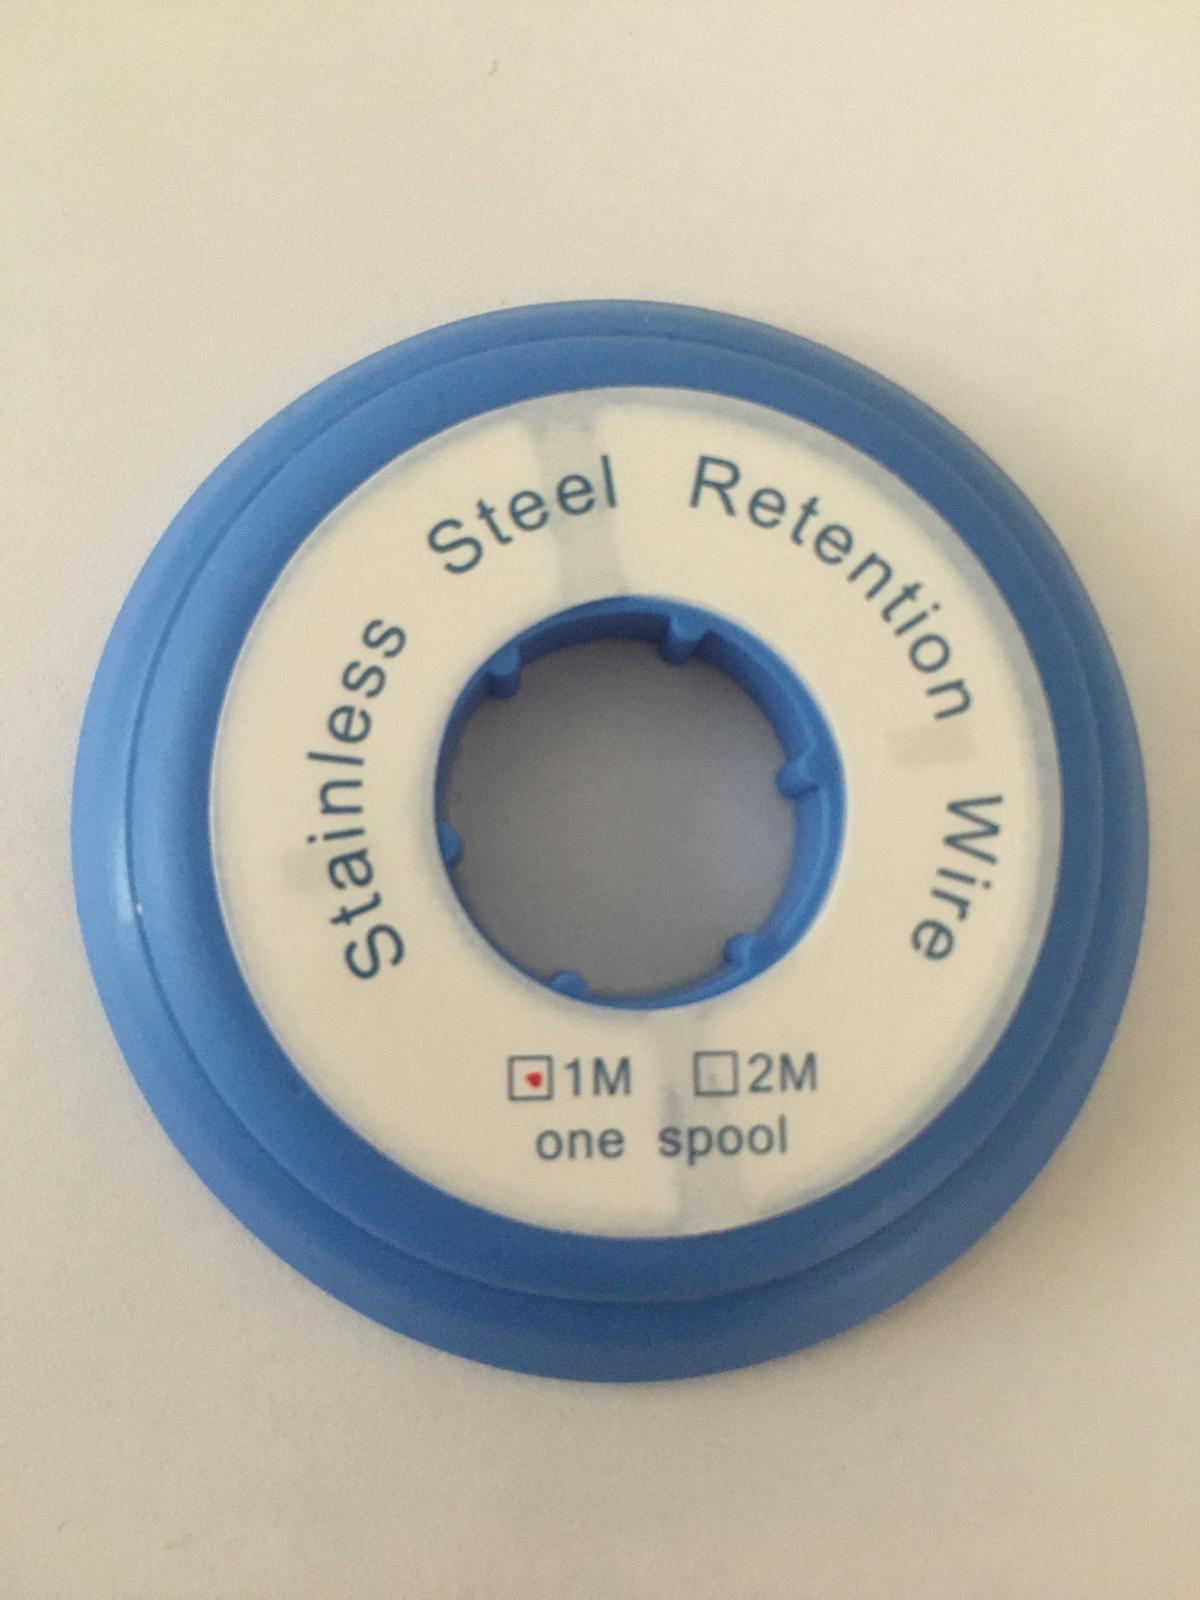 Stainless Steel Retention Wire
1M 2M
one spool